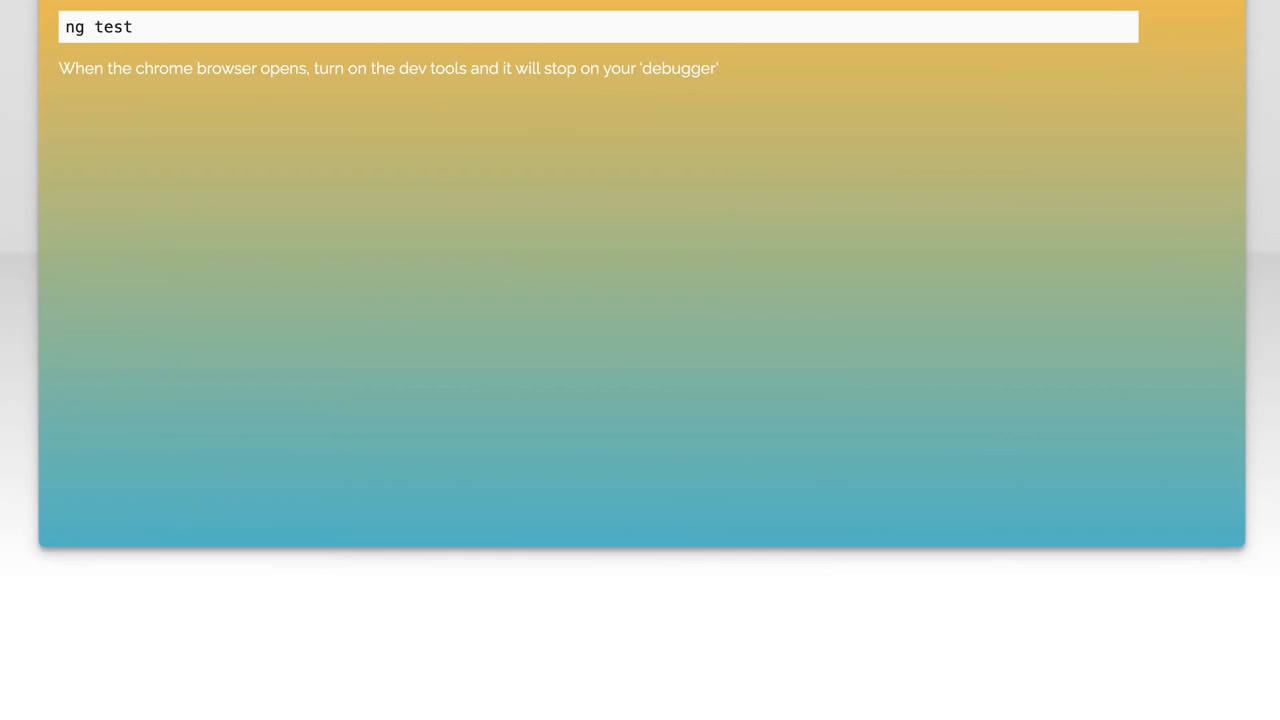 ng test
When the chrome browser opens, turn on the dev tools and it will stop on your 'debugger'